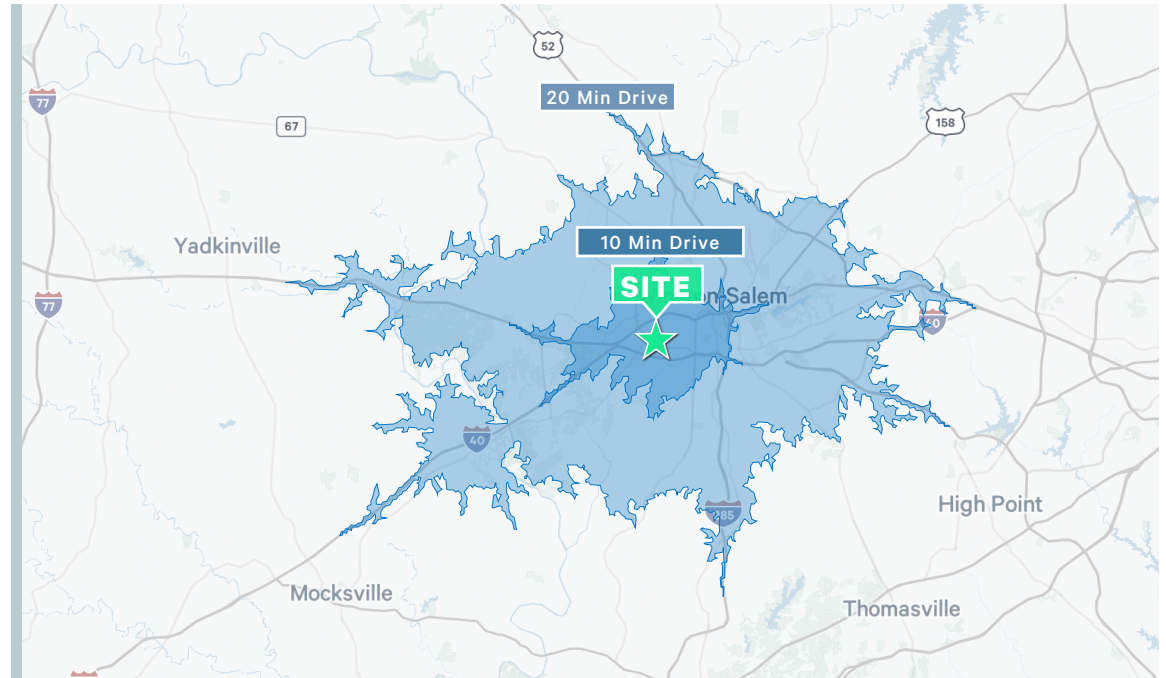 52
20 Min Drive
77
67
158
10 Min Drive
Yadkinville
SITE
on-Salem
77
40
40
High Point
285
Mocksville
Thomasville